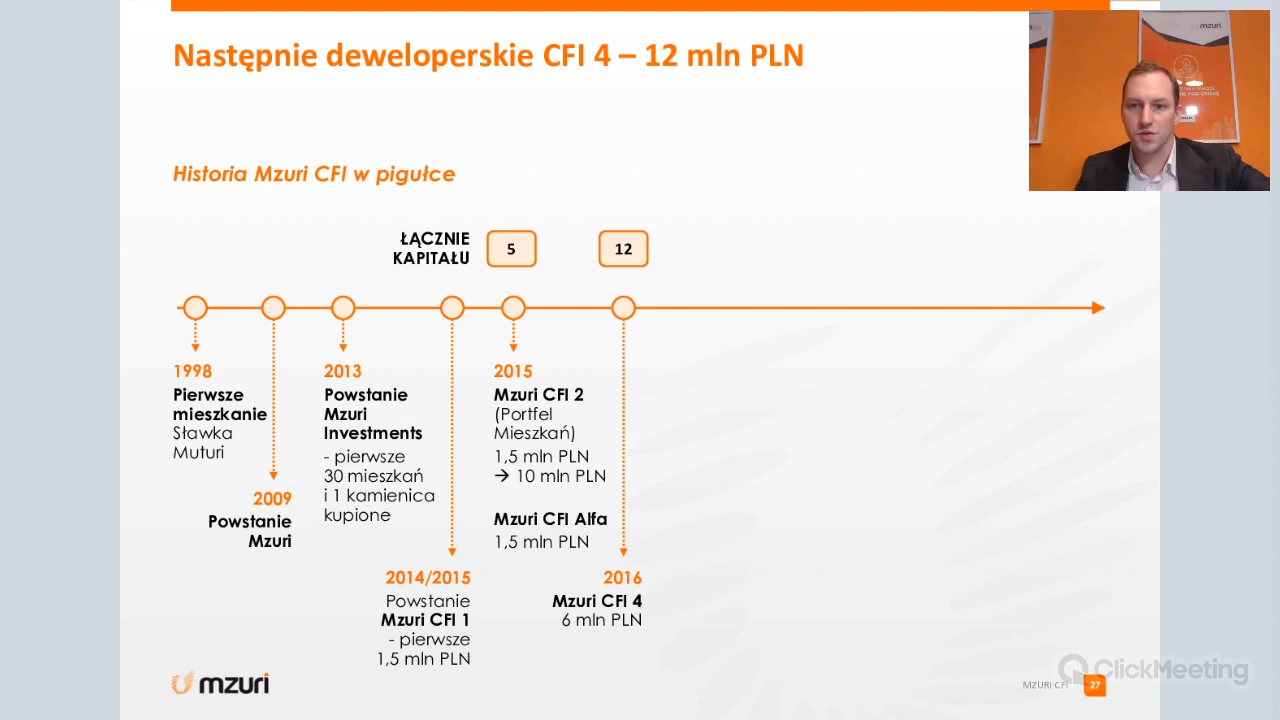 Następnie deweloperskie CFI 4 – 12 mln PLN
mzuri
Historia Mzuri CFI w pigułce
ŁĄCZNIE
KAPITAŁU
5
12
1998
Pierwsze
mieszkanie
Sławka
Muturi
2009
Powstanie
Mzuri
2013
Powstanie
Mzuri
Investments
- pierwsze
30 mieszkań
i 1 kamienica
kupione
2014/2015
Powstanie
Mzuri CFI 1
- pierwsze
1,5 mln PLN
2015
Mzuri CFI 2
(Portfel
Mieszkań)
1,5 mln PLN
→ 10 mln PLN
Mzuri CFI Alfa
1,5 mln PLN
2016
Mzuri CFI 4
6 mln PLN
mzuri
MZURI CFI
27
ClickMeeting